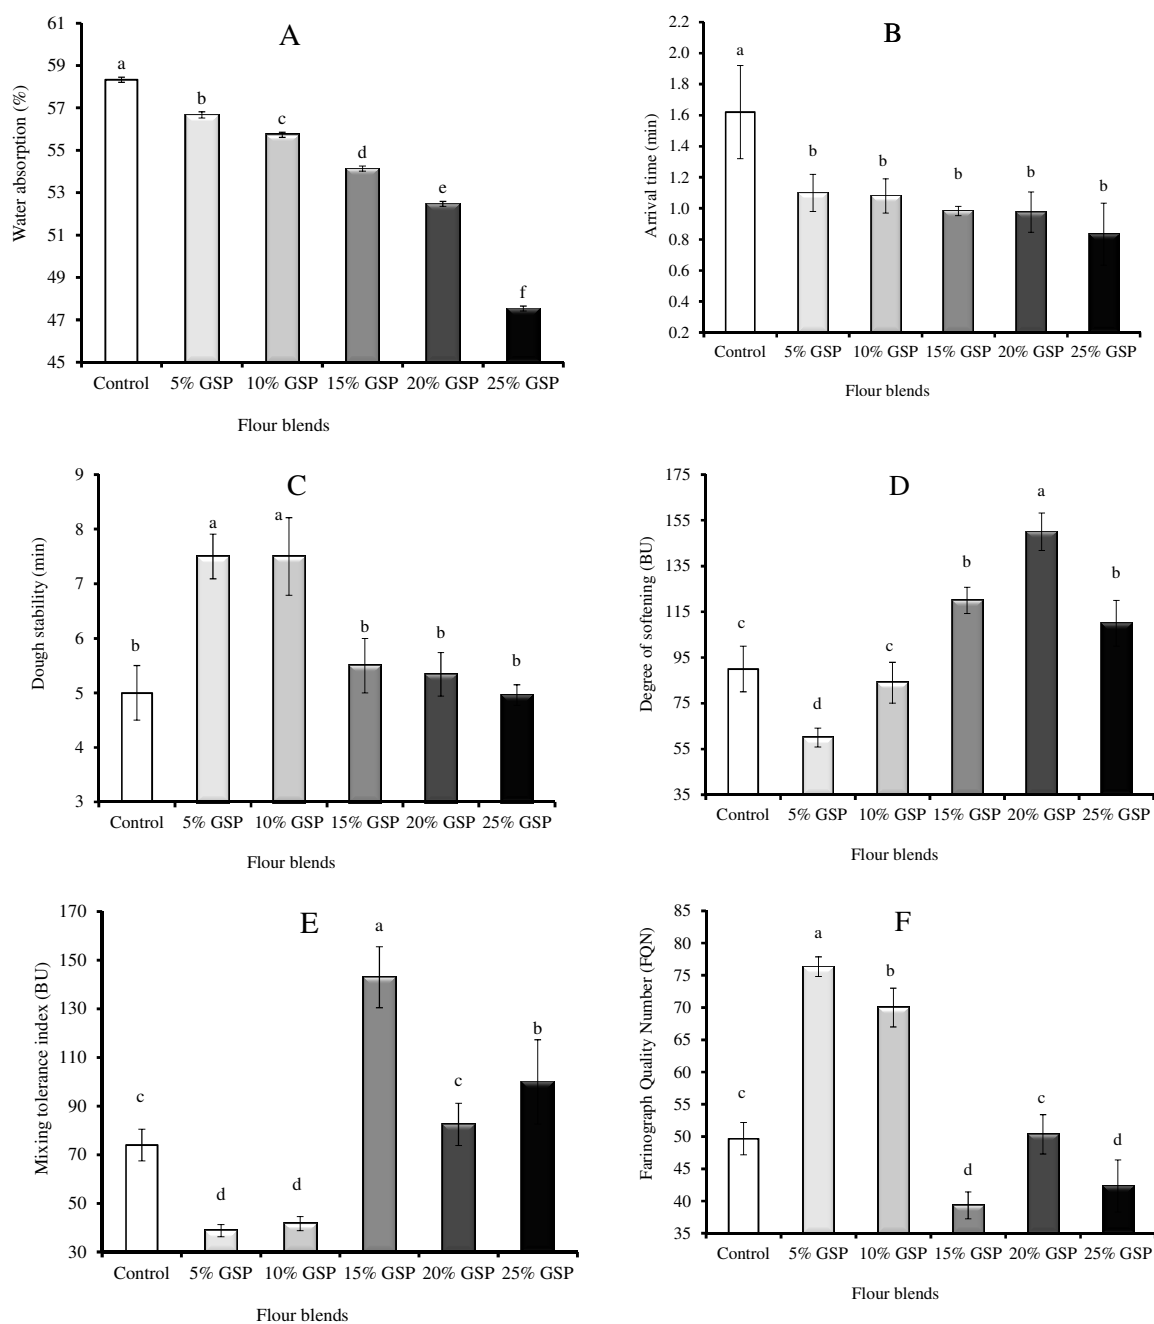 A
Water absorption (%)
61
59
57
55
53
51
49
47
45
a
b
c
d
e
f
Control 5% GSP 10% GSP 15% GSP 20% GSP 25% GSP
Flour blends
B
Arrival time (min)
2.2
2.0
1.8
1.6
1.4
1.2
1.0
0.8
0.6
0.4
0.2
a
b
b
b
b
b
Control 5% GSP 10% GSP 15% GSP 20% GSP 25% GSP
Flour blends
C
Dough stability (min)
9
8
7
6
5
4
3
b
a
a
b
b
b
Control 5% GSP 10% GSP 15% GSP 20% GSP 25% GSP
Flour blends
D
Degree of softening (BU)
175
155
135
115
95
75
55
35
c
d
c
b
a
b
Control 5% GSP 10% GSP 15% GSP 20% GSP 25% GSP
Flour blends
E
Mixing tolerance index (BU)
170
150
130
110
90
70
50
30
c
d
d
a
c
b
Control 5% GSP 10% GSP 15% GSP 20% GSP 25% GSP
Flour blends
F
Farinograph Quality Number (FQN)
85
80
75
70
65
60
55
50
45
40
35
c
a
b
d
c
d
Control 5% GSP 10% GSP 15% GSP 20% GSP 25% GSP
Flour blends